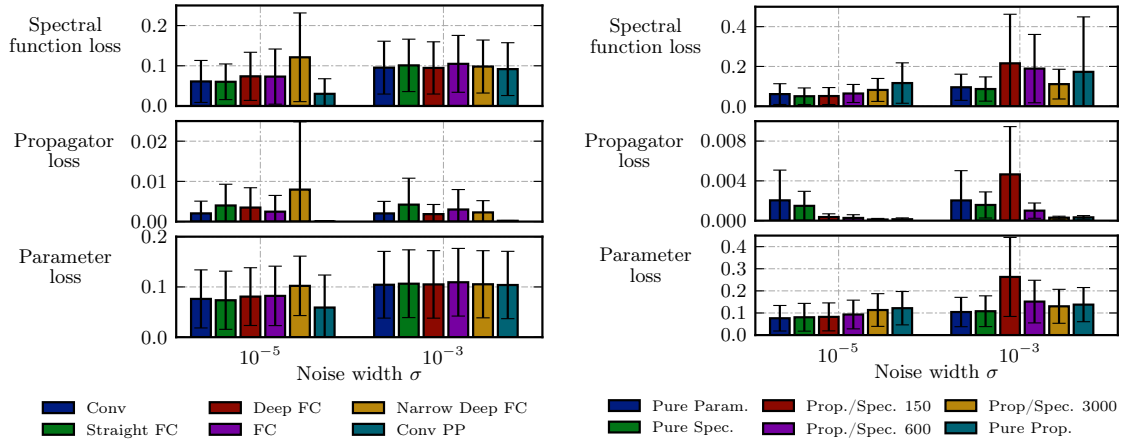 Spectral
function loss
0.2
0.1
0.0
Propagator
loss
0.02
0.01
0.00
Parameter
loss
0.2
0.1
0.0
10⁻⁵
10⁻³
Noise width σ
Conv
Deep FC
Narrow Deep FC
Straight FC
FC
Conv PP
Spectral
function loss
0.4
0.2
0.0
Propagator
loss
0.008
0.004
0.000
Parameter
loss
0.4
0.3
0.2
0.1
0.0
10⁻⁵
10⁻³
Noise width σ
Pure Param.
Prop./Spec. 150
Prop/Spec. 3000
Pure Spec.
Prop./Spec. 600
Pure Prop.